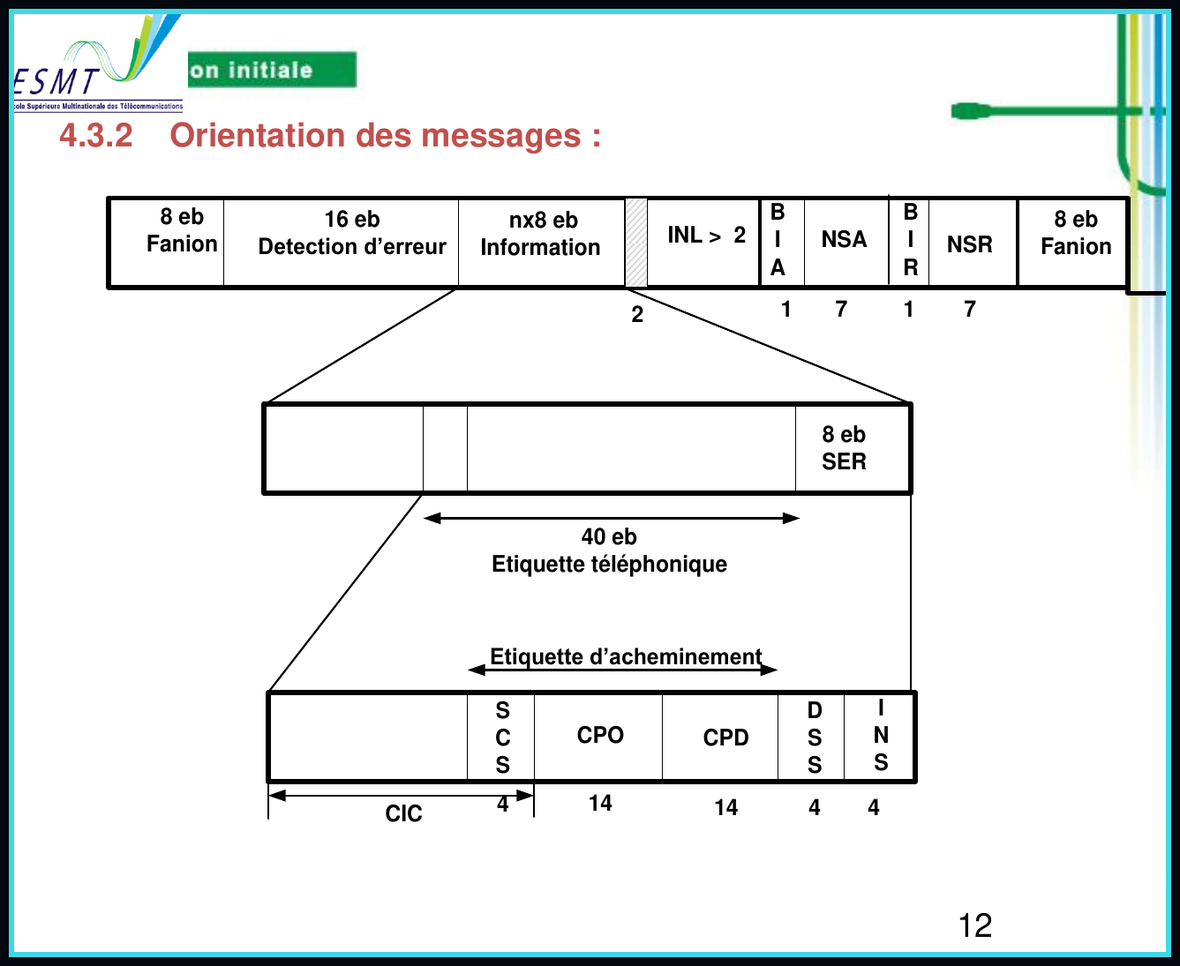 ESMT
cole Supérieure Multinationale des Télécommunications
on initiale
4.3.2 Orientation des messages :
8 eb
Fanion
16 eb
Detection d’erreur
nx8 eb
Information
INL > 2
B
I
A
NSA
B
I
R
NSR
8 eb
Fanion
2
1
7
1
7
8 eb
SER
40 eb
Etiquette téléphonique
Etiquette d’acheminement
S
C
S
CPO
CPD
D
S
S
I
N
S
CIC
4
14
14
4
4
12